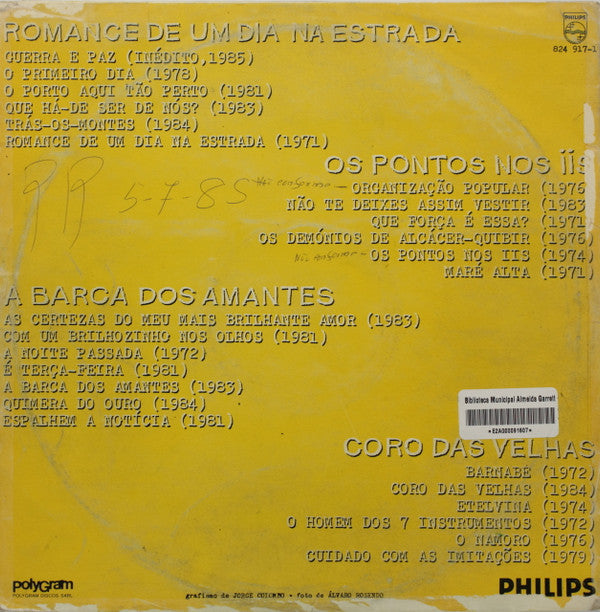 ROMANCE DE UM DIA NA ESTRADA
GUERRA E PAZ (INÉDITO,1985)
O PRIMEIRO DIA (1978)
O PORTO AQUI TÃO PERTO (1981)
QUE HÁ-DE SER DE NÓS? (1983)
TRÁS-OS-MONTES (1984)
ROMANCE DE UM DIA NA ESTRADA (1971)
PHILIPS
824 917-1
OS PONTOS NOS IIS
ORGANIZAÇÃO POPULAR (1976
NÃO TE DEIXES ASSIM VESTIR (1983
QUE FORÇA É ESSA? (1971
OS DEMÓNIOS DE ALCÁCER-QUIBIR (1976)
OS PONTOS NOS IIS (1974)
MARÉ ALTA (1971)
5-7-85
A BARCA DOS AMANTES
AS CERTEZAS DO MEU MAIS BRILHANTE AMOR (1983)
COM UM BRILHOZINHO NOS OLHOS (1981)
A NOITE PASSADA (1972)
É TERÇA-FEIRA (1981)
A BARCA DOS AMANTES (1983)
QUIMERA DO OURO (1984)
ESPALHEM A NOTÍCIA (1981)
Biblioteca Municipal Almeida Garrett
CORO DAS VELHAS
BARNABÉ (1972)
CORO DAS VELHAS (1984)
ETELVINA (1974)
O HOMEM DOS 7 INSTRUMENTOS (1972)
O NAMORO (1976)
CUIDADO COM AS IMITAÇÕES (1979)
polyGram
POLYGRAM DISCOS SARL
grafismo de JORGE COLOMBO • foto de ÁLVARO ROSENDO
PHILIPS